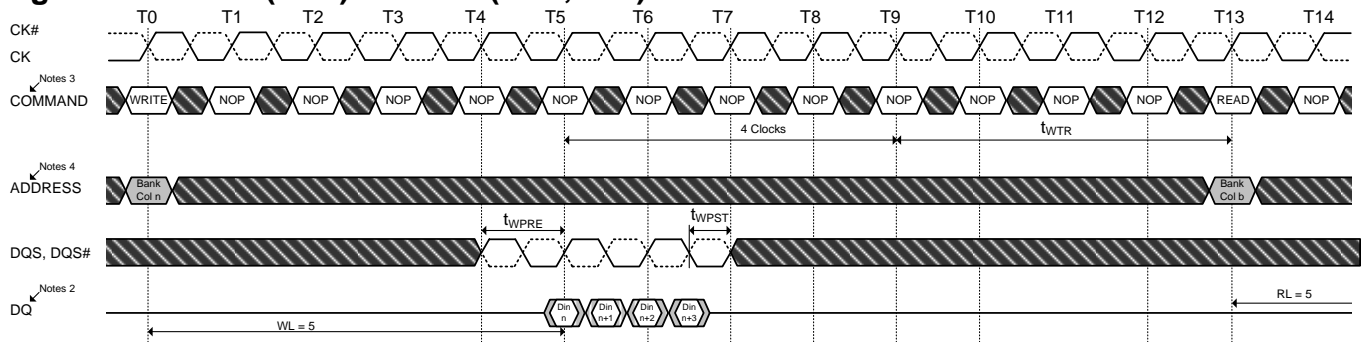 T0 T1 T2 T3 T4 T5 T6 T7 T8 T9 T10 T11 T12 T13 T14
CK#
CK
Notes 3
COMMAND WRITE NOP NOP NOP NOP NOP NOP NOP NOP NOP NOP NOP NOP READ NOP
4 Clocks tWTR
Notes 4
ADDRESS
Bank
Col n
Bank
Col b
tWPRE tWPST
DQS, DQS#
Notes 2
DQ
Din
n
Din
n+1
Din
n+2
Din
n+3
RL = 5
WL = 5